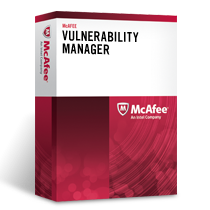 McAFEE
VULNERABILITY
MANAGER
McAfee
An Intel Company